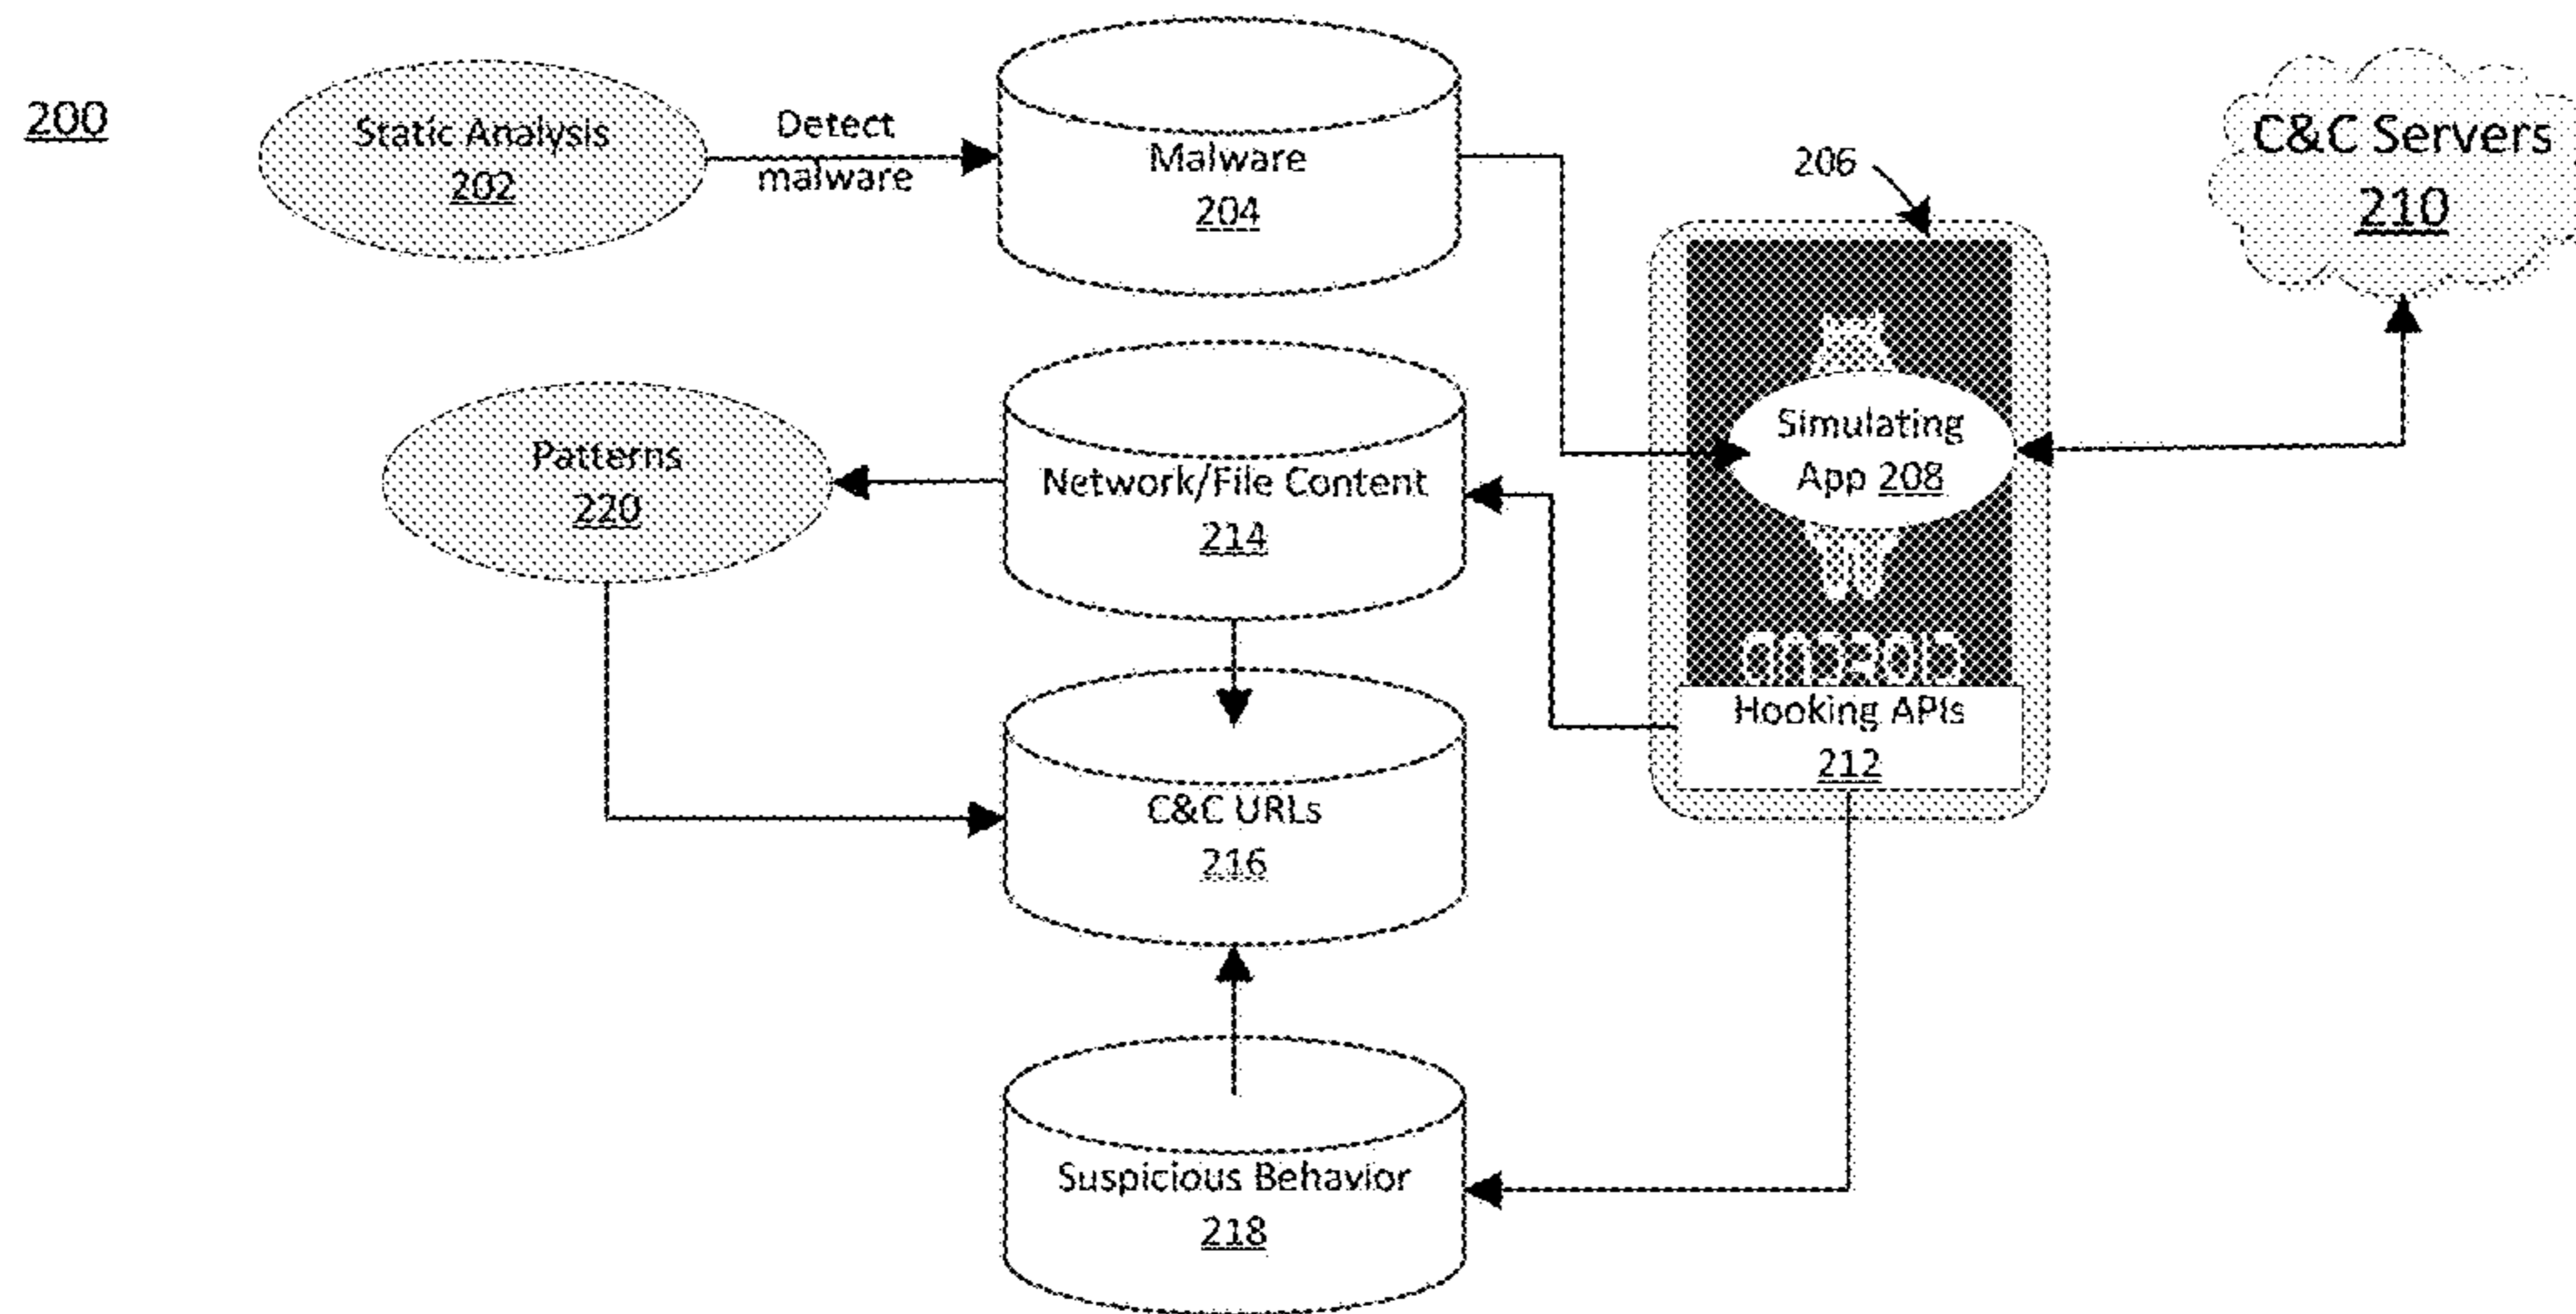 200
Static Analysis
202
Detect
malware
Malware
204
206
C&C Servers
210
Patterns
220
Network/File Content
214
Simulating
App 208
ANDROID
Hooking APIs
212
C&C URLs
216
Suspicious Behavior
218